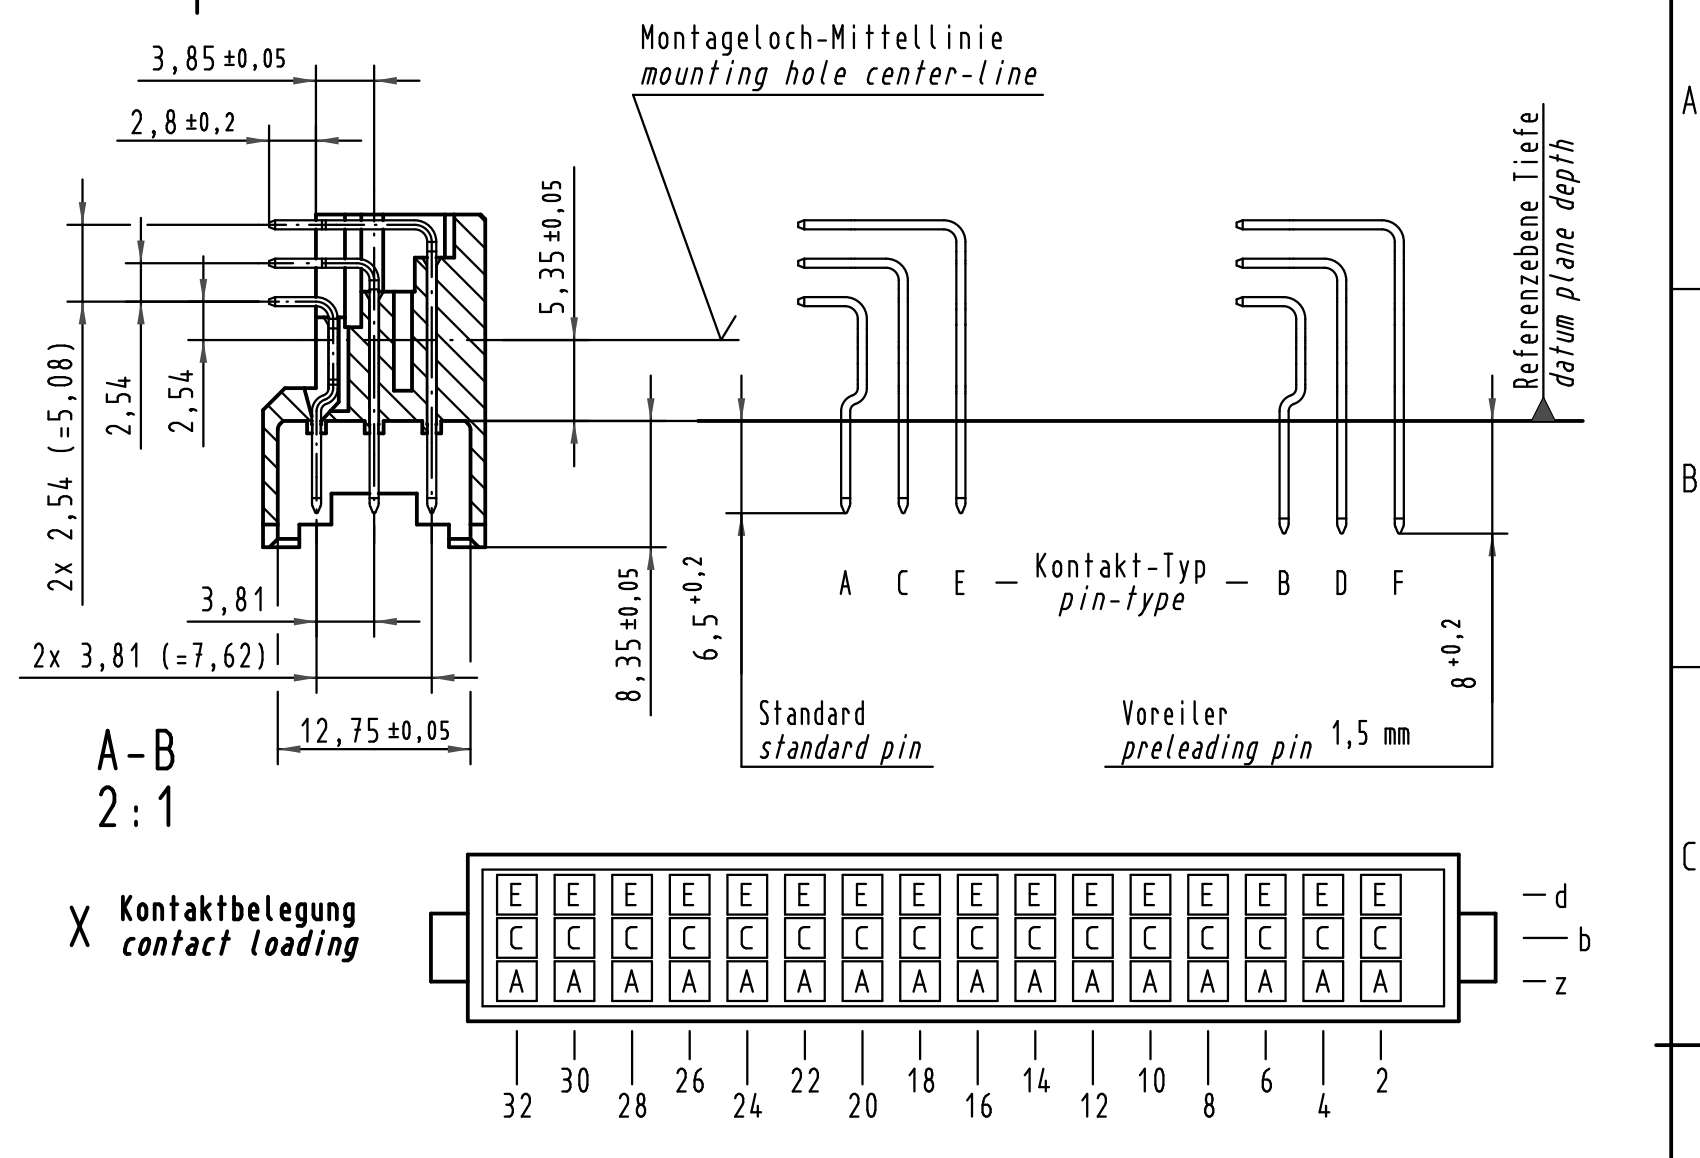 3,85 ±0,05
2,8 ±0,2
Montageloch-Mittellinie
mounting hole center-line
5,35 ±0,05
Referenzebene Tiefe
datum plane depth
A
2x 2,54 (=5,08)
2,54
2,54
B
3,81
2x 3,81 (=7,62)
12,75 ±0,05
8,35 ±0,05
6,5 +0,2
A C E – Kontakt-Typ – B D F
pin-type
8 +0,2
Standard
standard pin
Voreiler
preleading pin 1,5 mm
A-B
2:1
C
X Kontaktbelegung
contact loading
E E E E E E E E E E E E E E E E – d
C C C C C C C C C C C C C C C C – b
A A A A A A A A A A A A A A A A – z
30 26 22 18 14 10 6 2
32 28 24 20 16 12 8 4